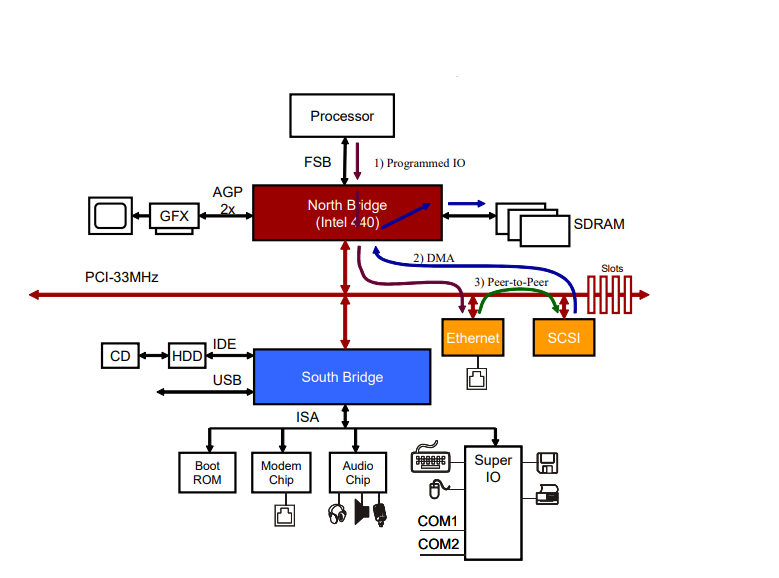 Processor
FSB
1) Programmed IO
AGP
2x
North Bridge
(Intel 440)
GFX
SDRAM
2) DMA
PCI-33MHz
3) Peer-to-Peer
Slots
Ethernet
SCSI
CD
HDD
IDE
USB
South Bridge
ISA
Boot
ROM
Modem
Chip
Audio
Chip
Super
IO
COM1
COM2